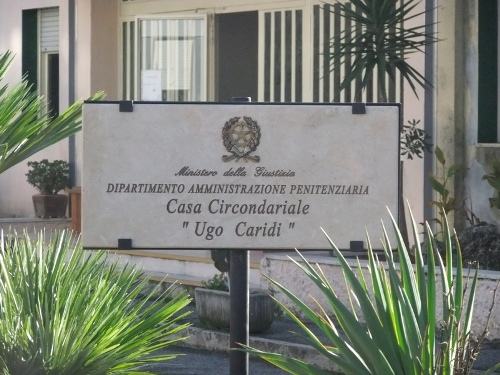 Ministero della Giustizia
DIPARTIMENTO AMMINISTRAZIONE PENITENZIARIA
Casa Circondariale
" Ugo Caridi "